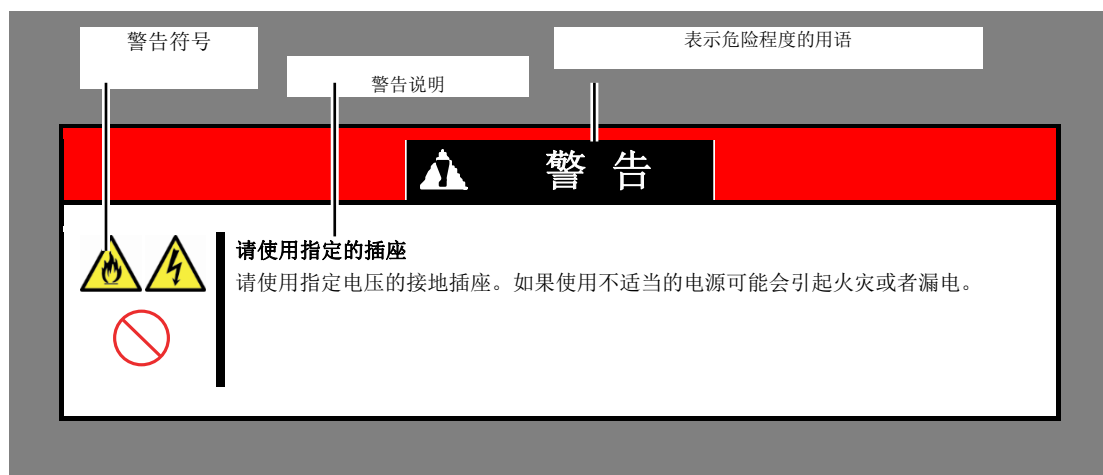 警告符号
警告说明
表示危险程度的用语
警 告
请使用指定的插座
请使用指定电压的接地插座。如果使用不适当的电源可能会引起火灾或者漏电。